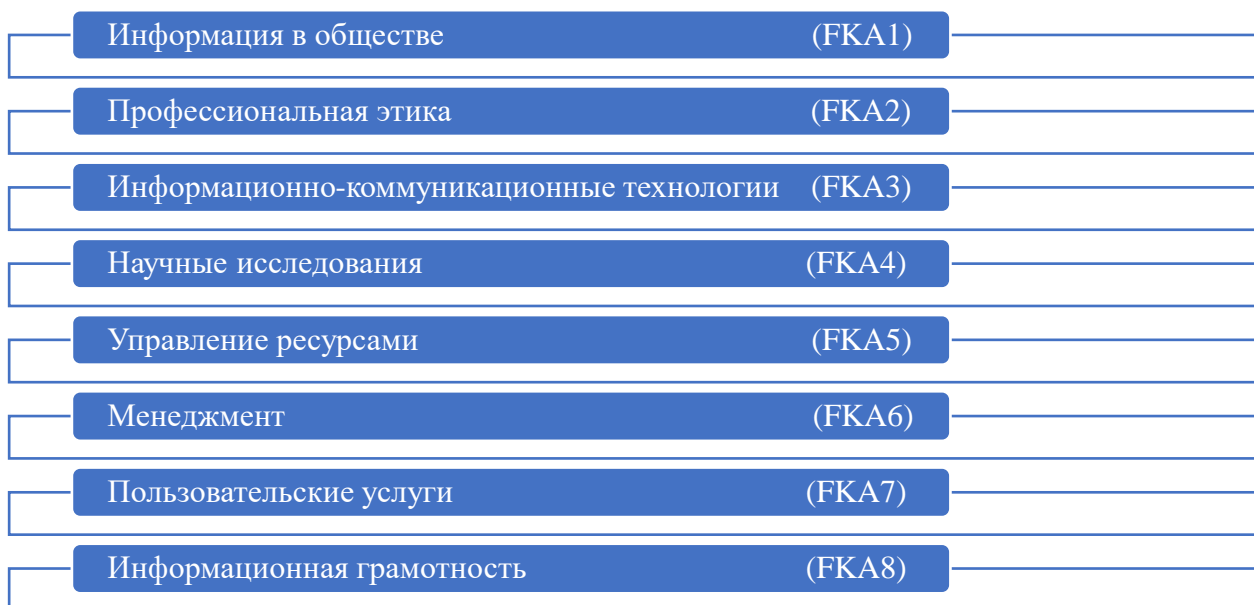 Информация в обществе (FKA1)
Профессиональная этика (FKA2)
Информационно-коммуникационные технологии (FKA3)
Научные исследования (FKA4)
Управление ресурсами (FKA5)
Менеджмент (FKA6)
Пользовательские услуги (FKA7)
Информационная грамотность (FKA8)